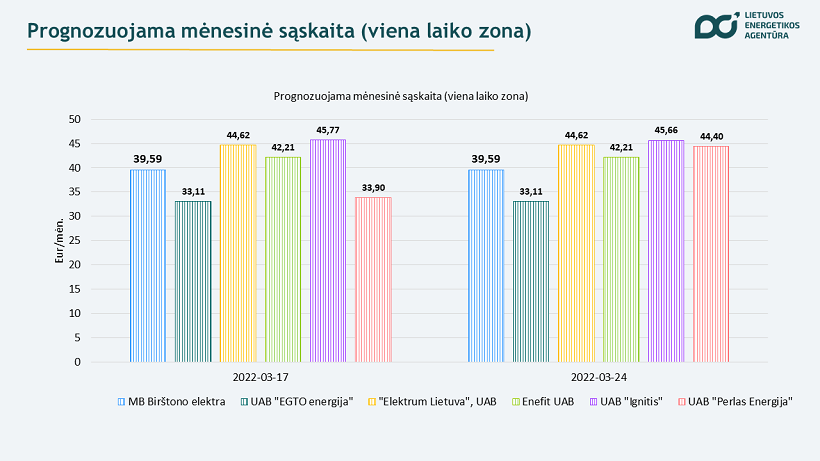 Prognozuojama mėnesinė sąskaita (viena laiko zona)
LIETUVOS
ENERGETIKOS
AGENTŪRA
Prognozuojama mėnesinė sąskaita (viena laiko zona)
Eur/mėn.
50
45
40
35
30
25
20
15
10
5
0
39,59
33,11
44,62
42,21
45,77
33,90
39,59
33,11
44,62
42,21
45,66
44,40
2022-03-17
2022-03-24
MB Birštono elektra
UAB "EGTO energija"
"Elektrum Lietuva", UAB
Enefit UAB
UAB "Ignitis"
UAB "Perlas Energija"